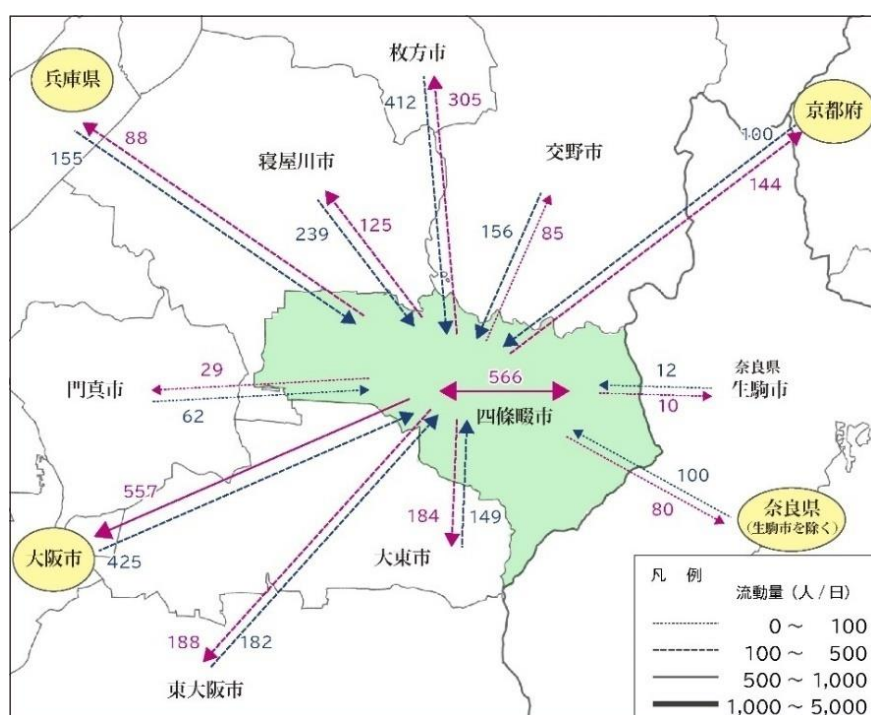 枚方市
兵庫県
京都府
412
305
88
155
寝屋川市
交野市
100
144
125
239
156
85
門真市
29
62
566
四條畷市
12
10
奈良県
生駒市
557
425
大阪市
184
149
大東市
100
80
奈良県
(生駒市を除く)
188
182
東大阪市
凡 例
流動量(人/日)
0～ 100
100～ 500
500～1,000
1,000～5,000